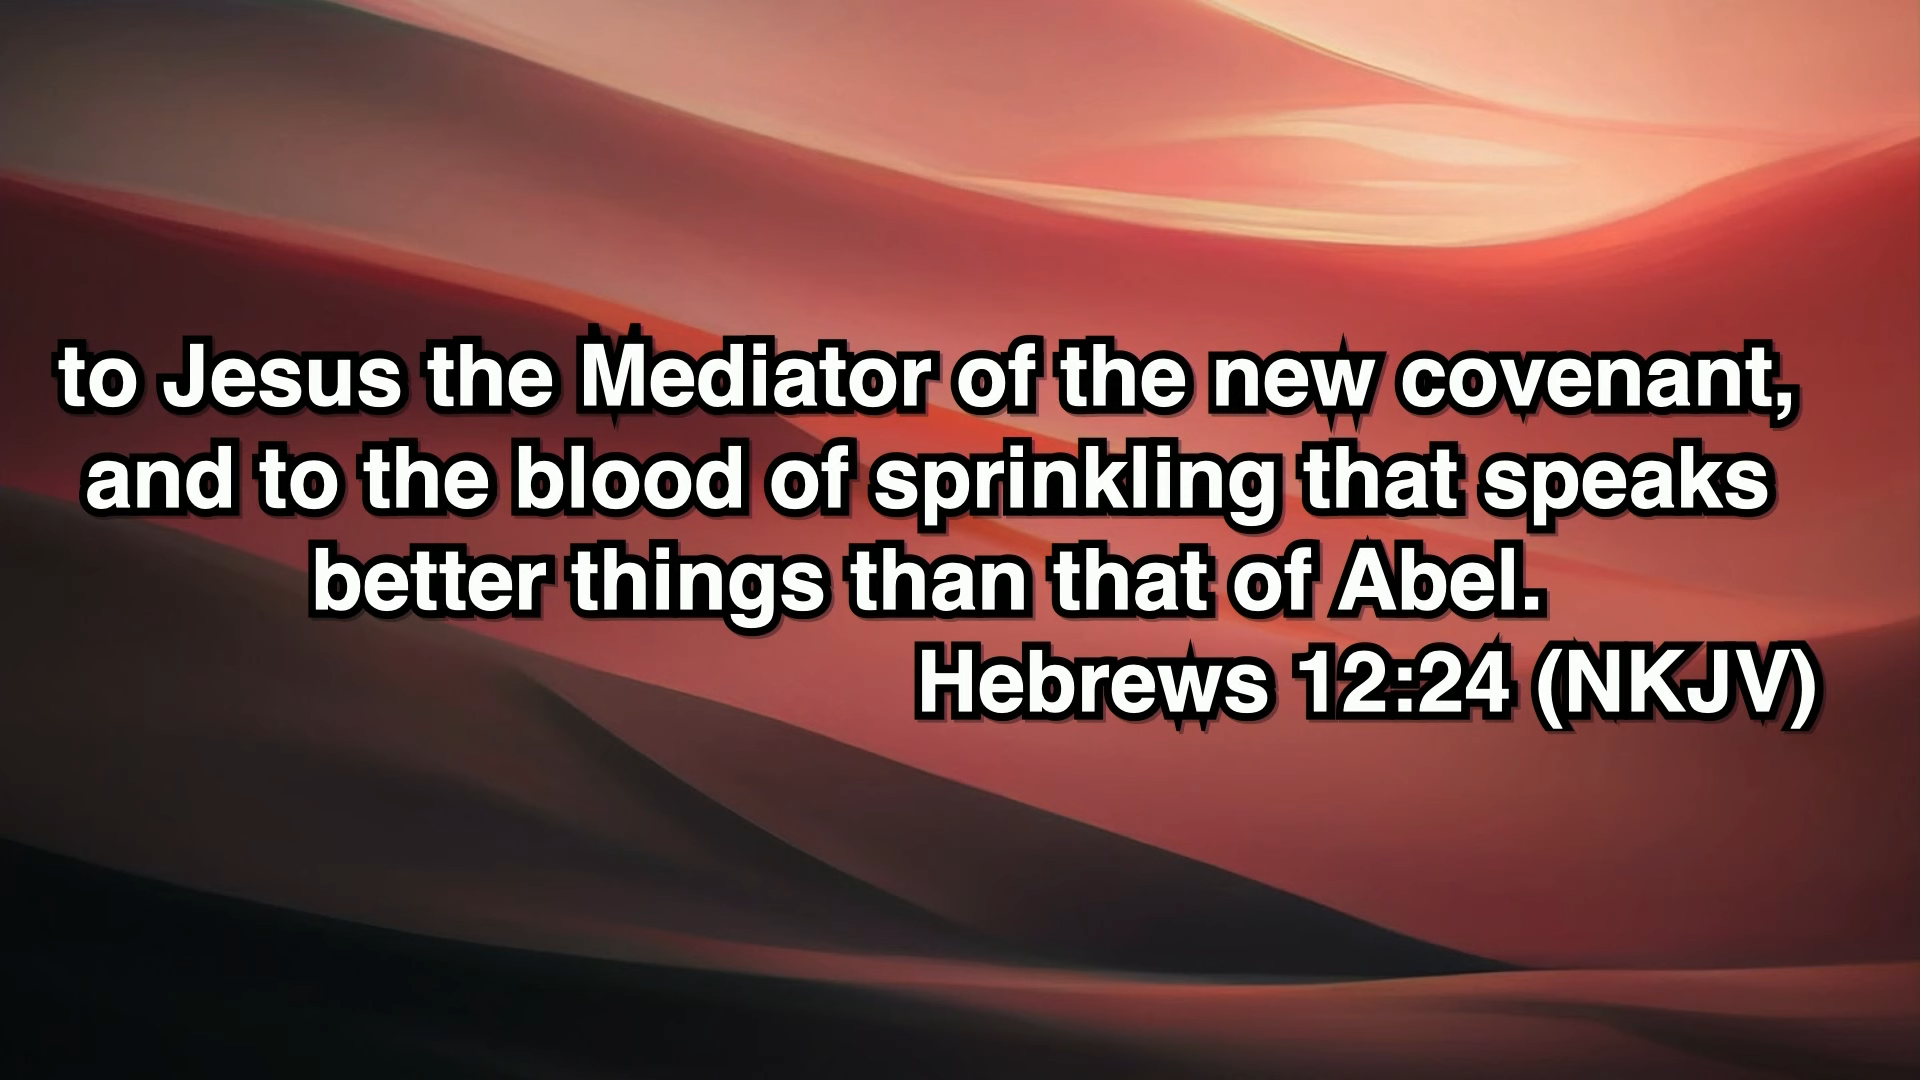 to Jesus the Mediator of the new covenant,
and to the blood of sprinkling that speaks
better things than that of Abel.
Hebrews 12:24 (NKJV)